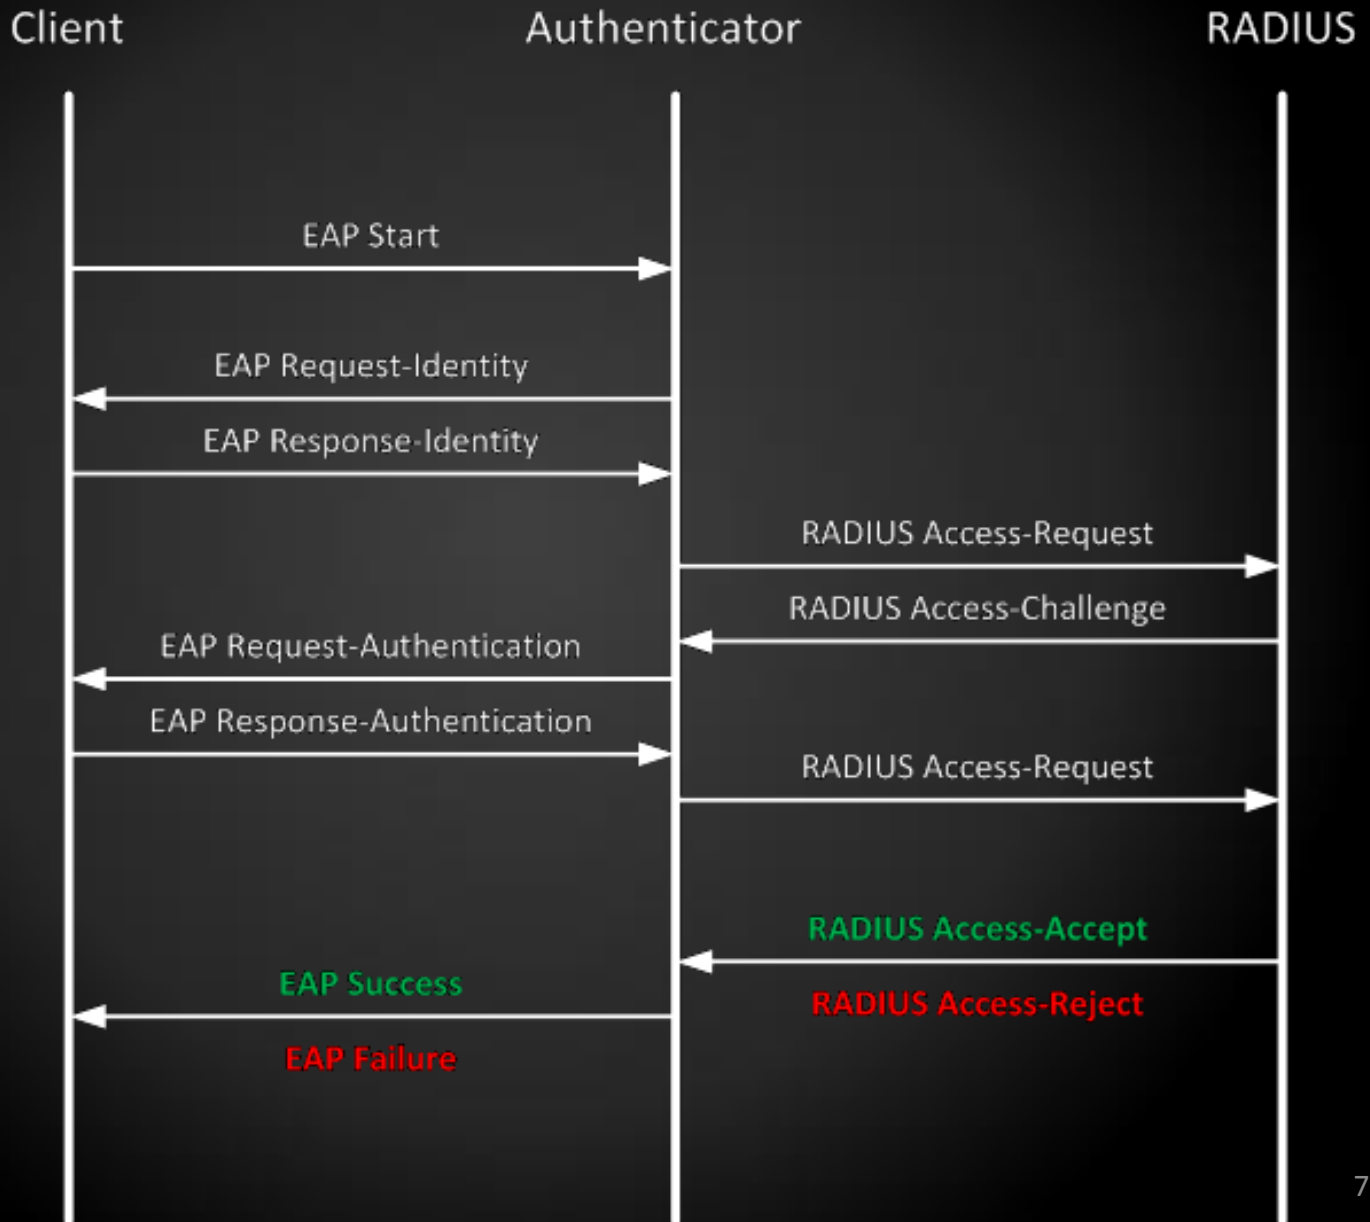 Client
Authenticator
RADIUS
EAP Start
EAP Request-Identity
EAP Response-Identity
RADIUS Access-Request
RADIUS Access-Challenge
EAP Request-Authentication
EAP Response-Authentication
RADIUS Access-Request
RADIUS Access-Accept
EAP Success
RADIUS Access-Reject
EAP Failure
7